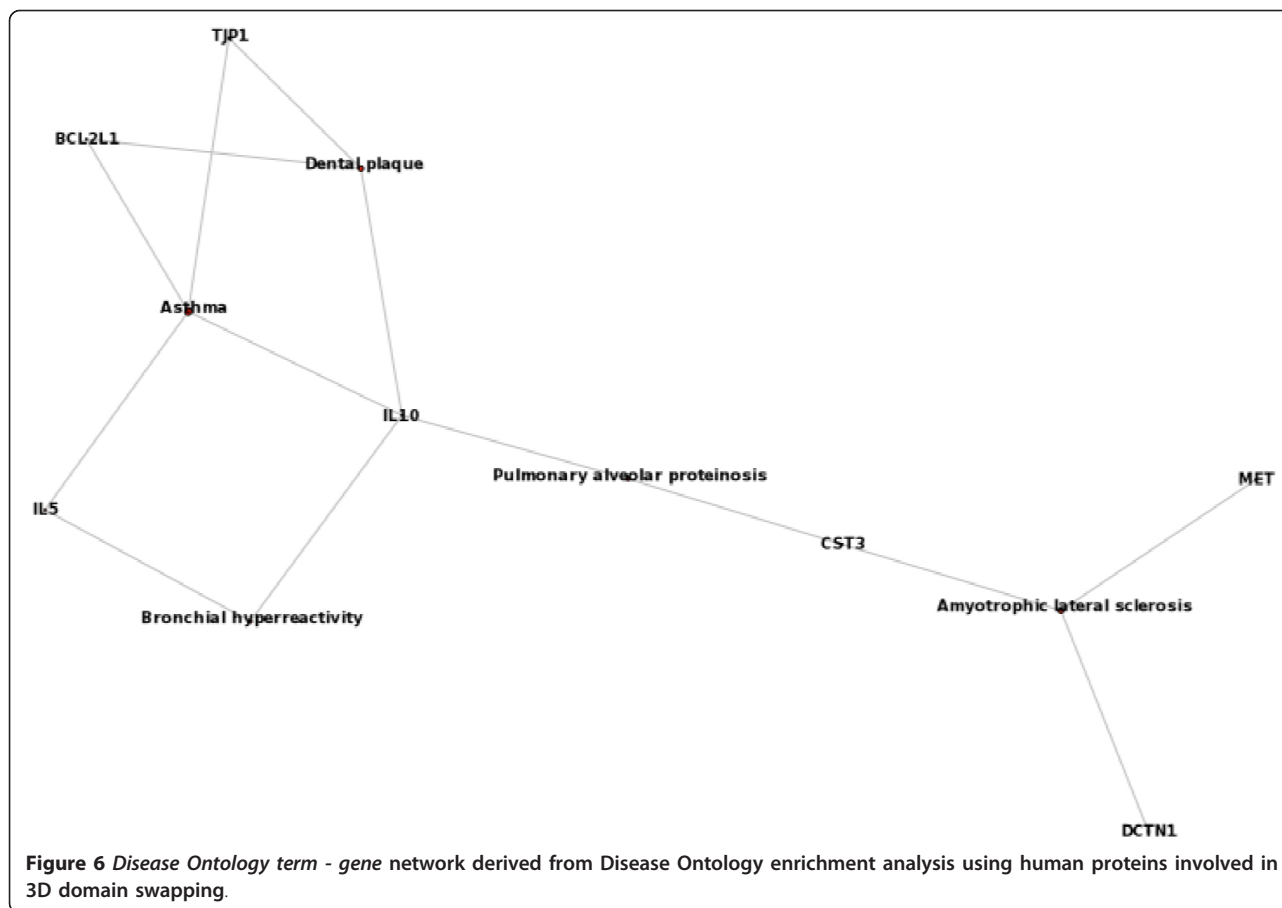 TJP1
BCL2L1
Dental plaque
Asthma
IL10
Pulmonary alveolar proteinosis
MET
IL5
CST3
Amyotrophic lateral sclerosis
Bronchial hyperreactivity
DCTN1
Figure 6 Disease Ontology term - gene network derived from Disease Ontology enrichment analysis using human proteins involved in
3D domain swapping.